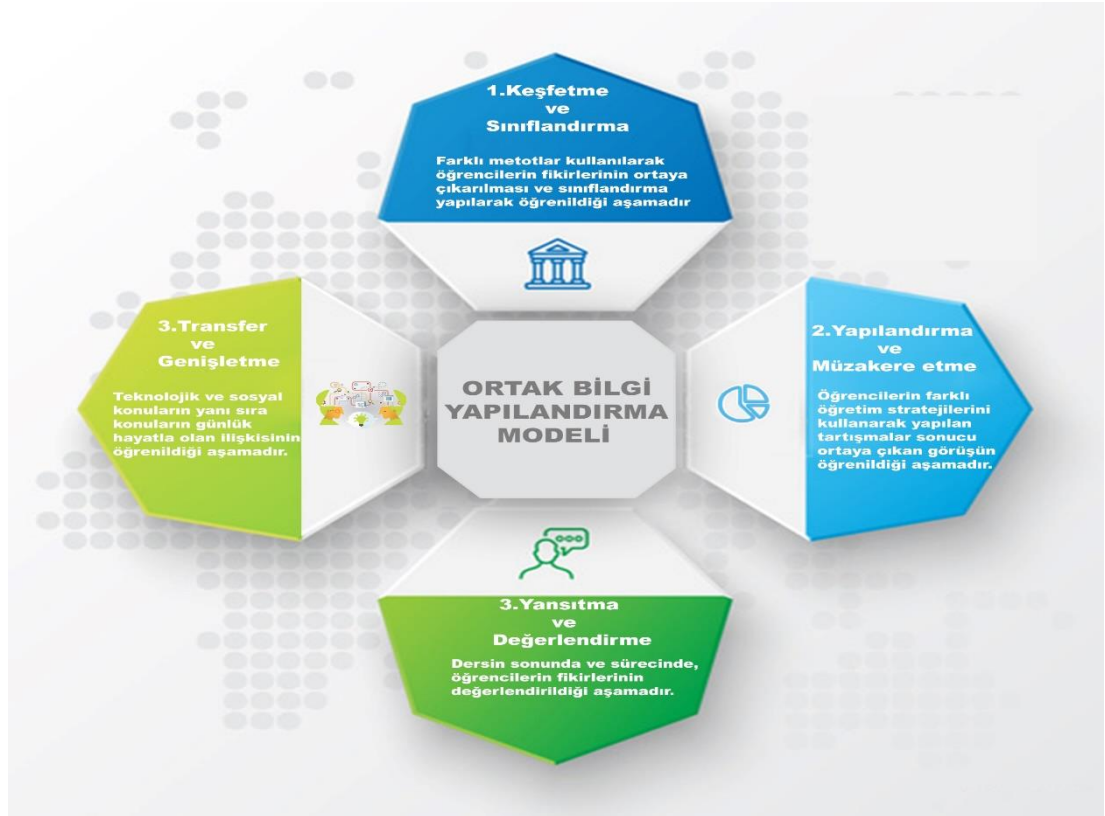 1.Keşfetme
ve
Sınıflandırma
Farklı metotlar kullanılarak
öğrencilerin fikirlerinin ortaya
çıkarılması ve sınıflandırma
yapılarak öğrenildiği aşamadır
2.Yapılandırma
ve
Müzakere etme
Öğrencilerin farklı
öğretim stratejilerini
kullanarak yapılan
tartışmalar sonucu
ortaya çıkan görüşün
öğrenildiği aşamadır.
3.Transfer
ve
Genişletme
Teknolojik ve sosyal
konuların yanı sıra
konuların günlük
hayatla olan ilişkisinin
öğrenildiği aşamadır.
ORTAK BİLGİ
YAPILANDIRMA
MODELİ
3.Yansıtma
ve
Değerlendirme
Dersin sonunda ve sürecinde,
öğrencilerin fikirlerinin
değerlendirildiği aşamadır.